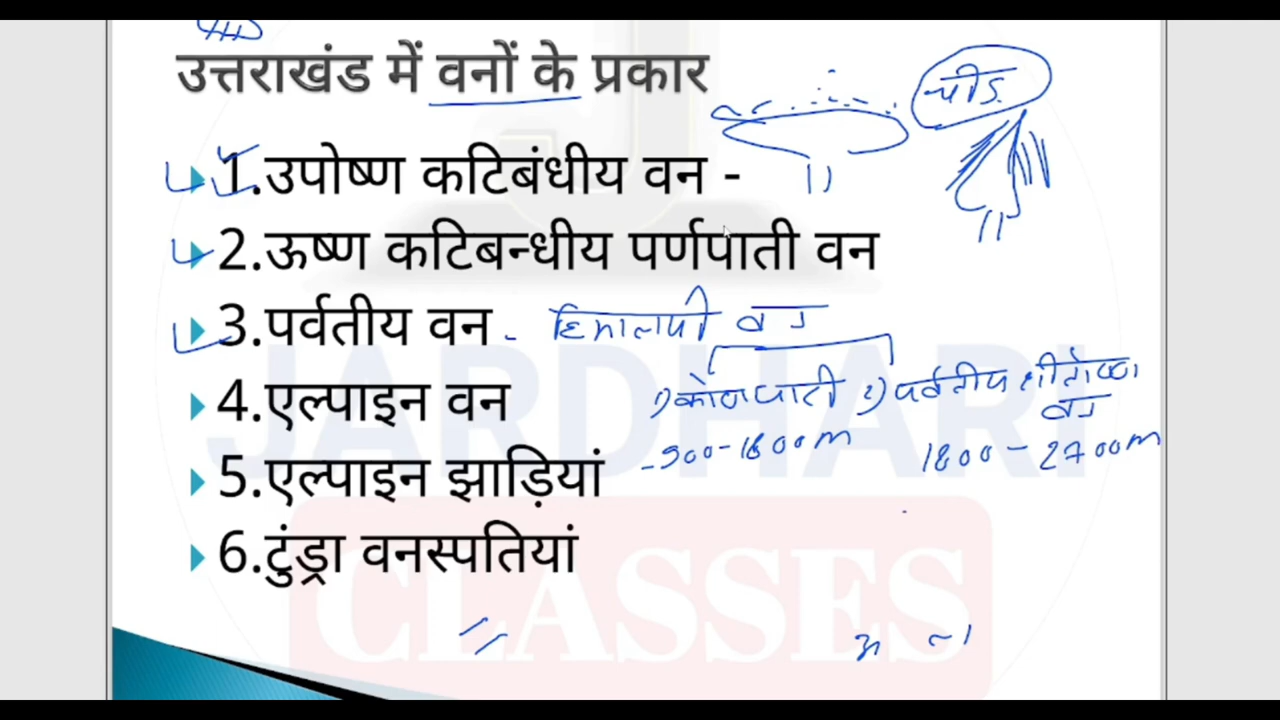 उत्तराखंड में वनों के प्रकार
चीड
1.उपोष्ण कटिबंधीय वन -
2.ऊष्ण कटिबन्धीय पर्णपाती वन
3.पर्वतीय वन - हिमालयी वन
1) कोणधारी 2) पर्वतीय शीतोष्ण
वन
4.एल्पाइन वन
-900-1800m 1800-2700m
5.एल्पाइन झाड़ियां
6.टुंड्रा वनस्पतियां
JARDHARI
CLASSES